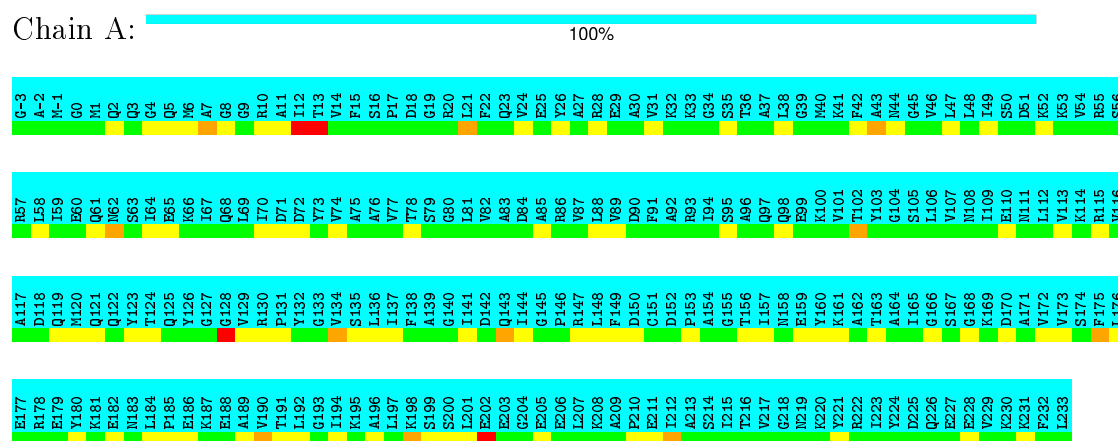 Chain A:
100%
G-3 A-2 M-1 G0 M1 Q2 Q3 G4 Q5 M6 A7 G8 G9 R10 A11 I12 T13 V14 F15 S16 P17 D18 G19 R20 L21 F22 Q23 V24 E25 Y26 A27 R28 E29 A30 V31 K32 K33 G34 S35 T36 A37 L38 G39 M40 K41 F42 A43 N44 G45 V46 L47 L48 I49 S50 D51 K52 K53 V54 R55 S56
R57 L58 I59 E60 Q61 N62 S63 I64 E65 K66 I67 Q68 L69 I70 D71 D72 Y73 V74 A75 A76 V77 T78 S79 G80 L81 V82 A83 D84 A85 R86 V87 L88 V89 D90 F91 A92 R93 I94 S95 A96 Q97 Q98 E99 K100 V101 T102 Y103 G104 S105 L106 V107 N108 I109 E110 N111 L112 V113 K114 R115 V116
A117 D118 Q119 M120 Q121 Q122 Y123 T124 Q125 Y126 G127 G128 V129 R130 P131 Y132 G133 V134 S135 L136 I137 F138 A139 G140 I141 D142 Q143 I144 G145 P146 R147 L148 F149 D150 C151 D152 P153 A154 G155 T156 I157 N158 E159 Y160 K161 A162 T163 A164 I165 G166 S167 G168 K169 D170 A171 V172 V173 S174 F175 I176
E177 R178 E179 Y180 K181 E182 N183 L184 P185 E186 K187 E188 A189 V190 T191 L192 G193 I194 K195 A196 L197 K198 S199 S200 L201 E202 E203 G204 E205 E206 L207 K208 A209 P210 E211 I212 A213 S214 I215 T216 V217 G218 N219 K220 Y221 R222 I223 Y224 D225 Q226 E227 E228 V229 K230 K231 F232 L233